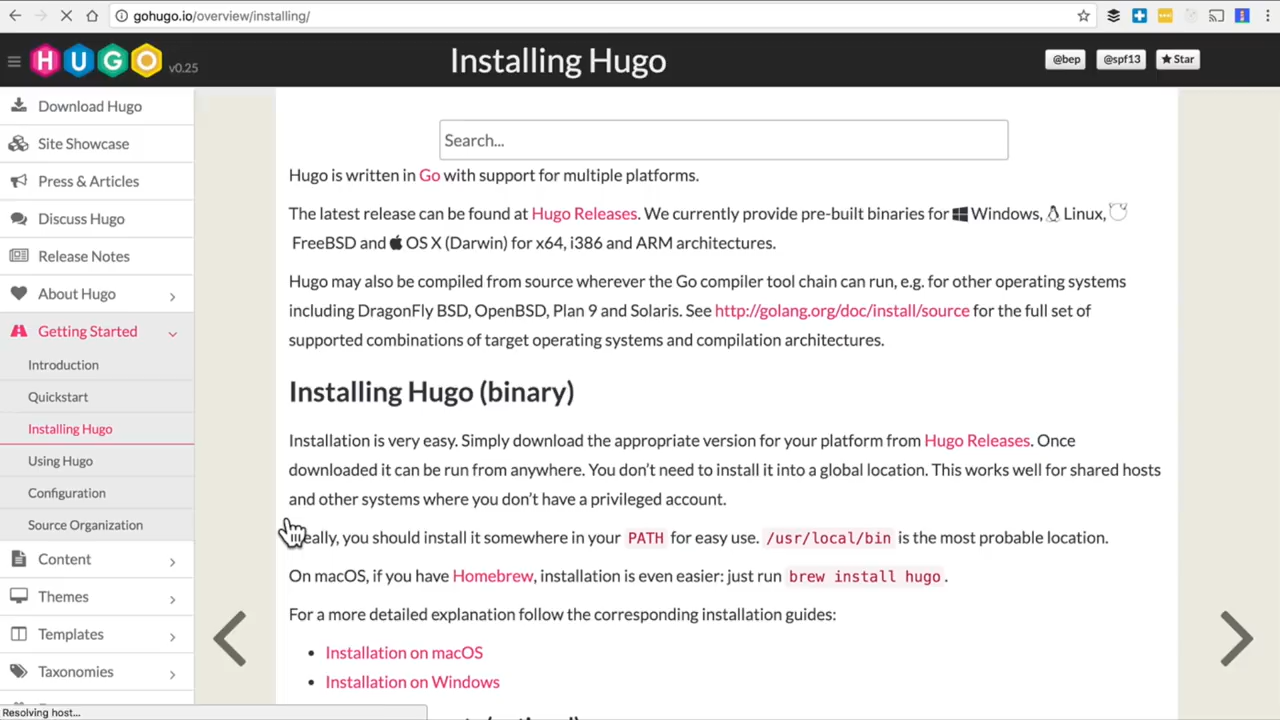 gohugo.io/overview/installing/
HUGO v0.25
Installing Hugo
@bep
@spf13
Star
Download Hugo
Site Showcase
Press & Articles
Discuss Hugo
Release Notes
About Hugo
Getting Started
Introduction
Quickstart
Installing Hugo
Using Hugo
Configuration
Source Organization
Content
Themes
Templates
Taxonomies
Search...
Hugo is written in Go with support for multiple platforms.
The latest release can be found at Hugo Releases. We currently provide pre-built binaries for Windows, Linux,
FreeBSD and OS X (Darwin) for x64, i386 and ARM architectures.
Hugo may also be compiled from source wherever the Go compiler tool chain can run, e.g. for other operating systems
including DragonFly BSD, OpenBSD, Plan 9 and Solaris. See http://golang.org/doc/install/source for the full set of
supported combinations of target operating systems and compilation architectures.
Installing Hugo (binary)
Installation is very easy. Simply download the appropriate version for your platform from Hugo Releases. Once
downloaded it can be run from anywhere. You don't need to install it into a global location. This works well for shared hosts
and other systems where you don't have a privileged account.
you should install it somewhere in your PATH for easy use. /usr/local/bin is the most probable location.
On macOS, if you have Homebrew, installation is even easier: just run brew install hugo.
For a more detailed explanation follow the corresponding installation guides:
• Installation on macOS
• Installation on Windows
Resolving host...